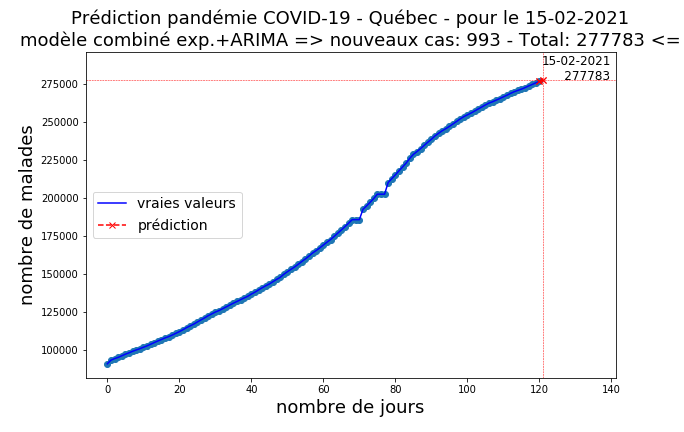 Prédiction pandémie COVID-19 - Québec - pour le 15-02-2021
modèle combiné exp.+ARIMA => nouveaux cas: 993 - Total: 277783 <=
15-02-2021
277783
nombre de malades
275000
250000
225000
200000
175000
150000
125000
100000
vraies valeurs
prédiction
0 20 40 60 80 100 120 140
nombre de jours